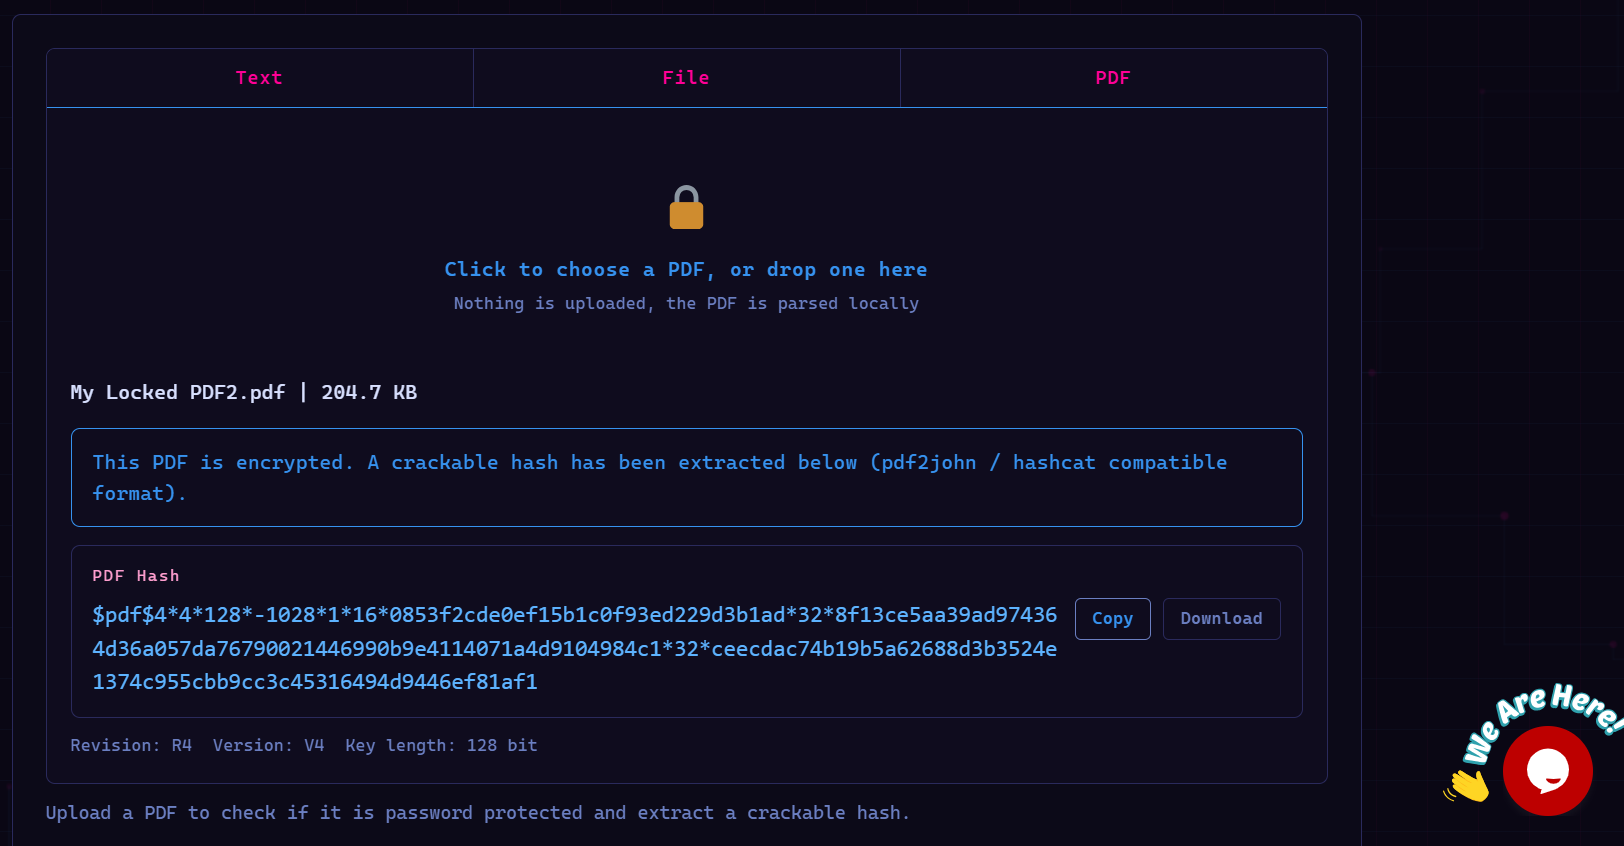 Text
File
PDF
Click to choose a PDF, or drop one here
Nothing is uploaded, the PDF is parsed locally
My Locked PDF2.pdf | 204.7 KB
This PDF is encrypted. A crackable hash has been extracted below (pdf2john / hashcat compatible
format).
PDF Hash
$pdf$4*4*128*-1028*1*16*0853f2cde0ef15b1c0f93ed229d3b1ad*32*8f13ce5aa39ad97436
4d36a057da76790021446990b9e4114071a4d9104984c1*32*ceecdac74b19b5a62688d3b3524e
1374c955cbb9cc3c45316494d9446ef81af1
Copy
Download
Revision: R4 Version: V4 Key length: 128 bit
We Are Here!
Upload a PDF to check if it is password protected and extract a crackable hash.